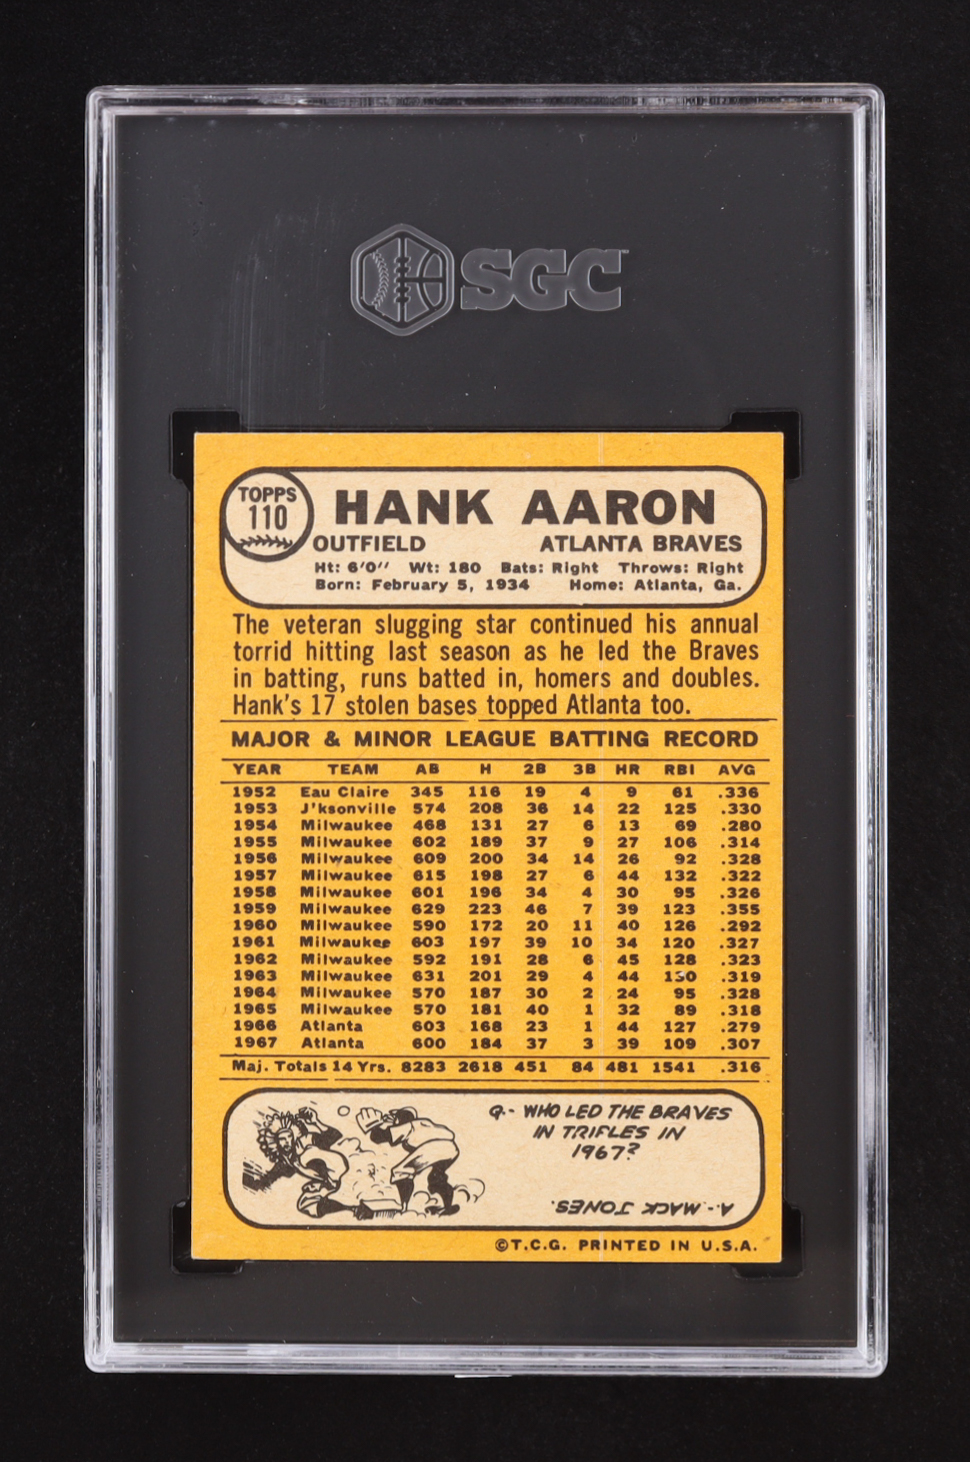 SGC
TOPPS
110
HANK AARON
OUTFIELD ATLANTA BRAVES
Ht: 6'0'' Wt: 180 Bats: Right Throws: Right
Born: February 5, 1934 Home: Atlanta, Ga.
The veteran slugging star continued his annual
torrid hitting last season as he led the Braves
in batting, runs batted in, homers and doubles.
Hank's 17 stolen bases topped Atlanta too.
MAJOR & MINOR LEAGUE BATTING RECORD
YEAR TEAM AB H 2B 3B HR RBI AVG
1952 Eau Claire 345 116 19 4 9 61 .336
1953 J'ksonville 574 208 36 14 22 125 .330
1954 Milwaukee 468 131 27 6 13 69 .280
1955 Milwaukee 602 189 37 9 27 106 .314
1956 Milwaukee 609 200 34 14 26 92 .328
1957 Milwaukee 615 198 27 6 44 132 .322
1958 Milwaukee 601 196 34 4 30 95 .326
1959 Milwaukee 629 223 46 7 39 123 .355
1960 Milwaukee 590 172 20 11 40 126 .292
1961 Milwaukee 603 197 39 10 34 120 .327
1962 Milwaukee 592 191 28 6 45 128 .323
1963 Milwaukee 631 201 29 4 44 130 .319
1964 Milwaukee 570 187 30 2 24 95 .328
1965 Milwaukee 570 181 40 1 32 89 .318
1966 Atlanta 603 168 23 1 44 127 .279
1967 Atlanta 600 184 37 3 39 109 .307
Maj. Totals 14 Yrs. 8283 2618 451 84 481 1541 .316
Q.- WHO LED THE BRAVES
IN TRIFLES IN
1967?
A.- MACK JONES.
©T.C.G. PRINTED IN U.S.A.